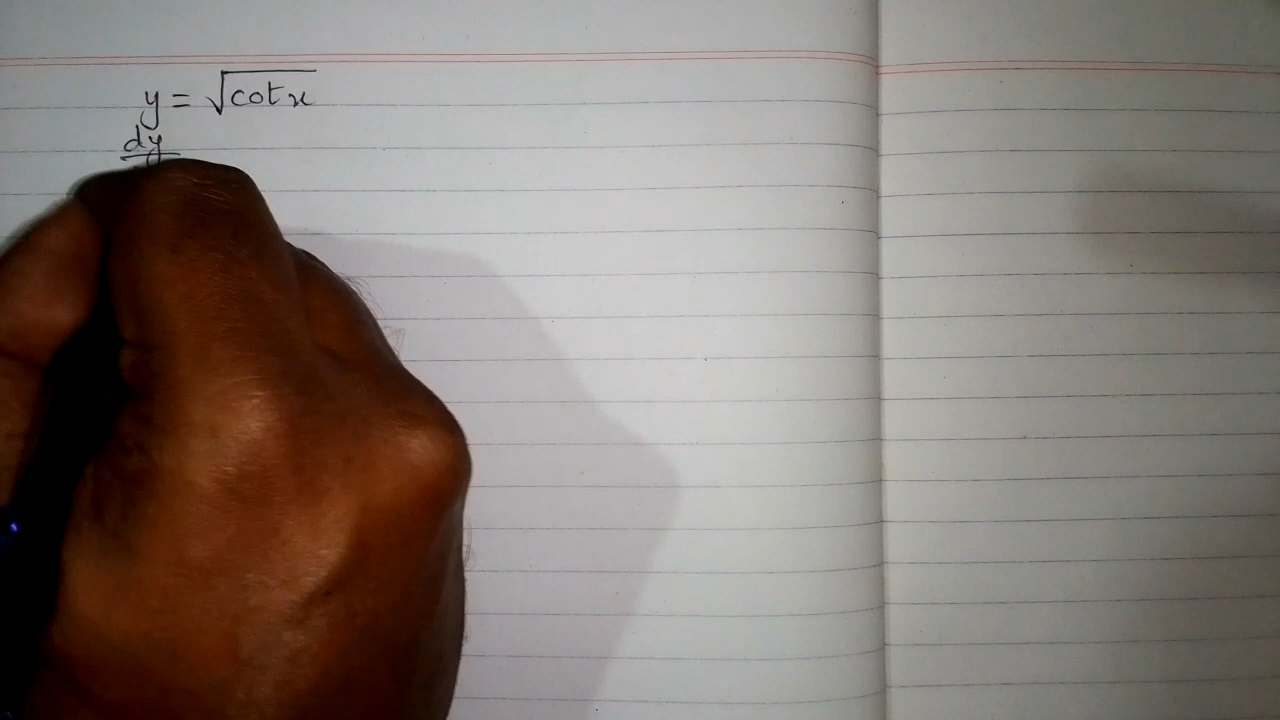 y = √cot x
dy